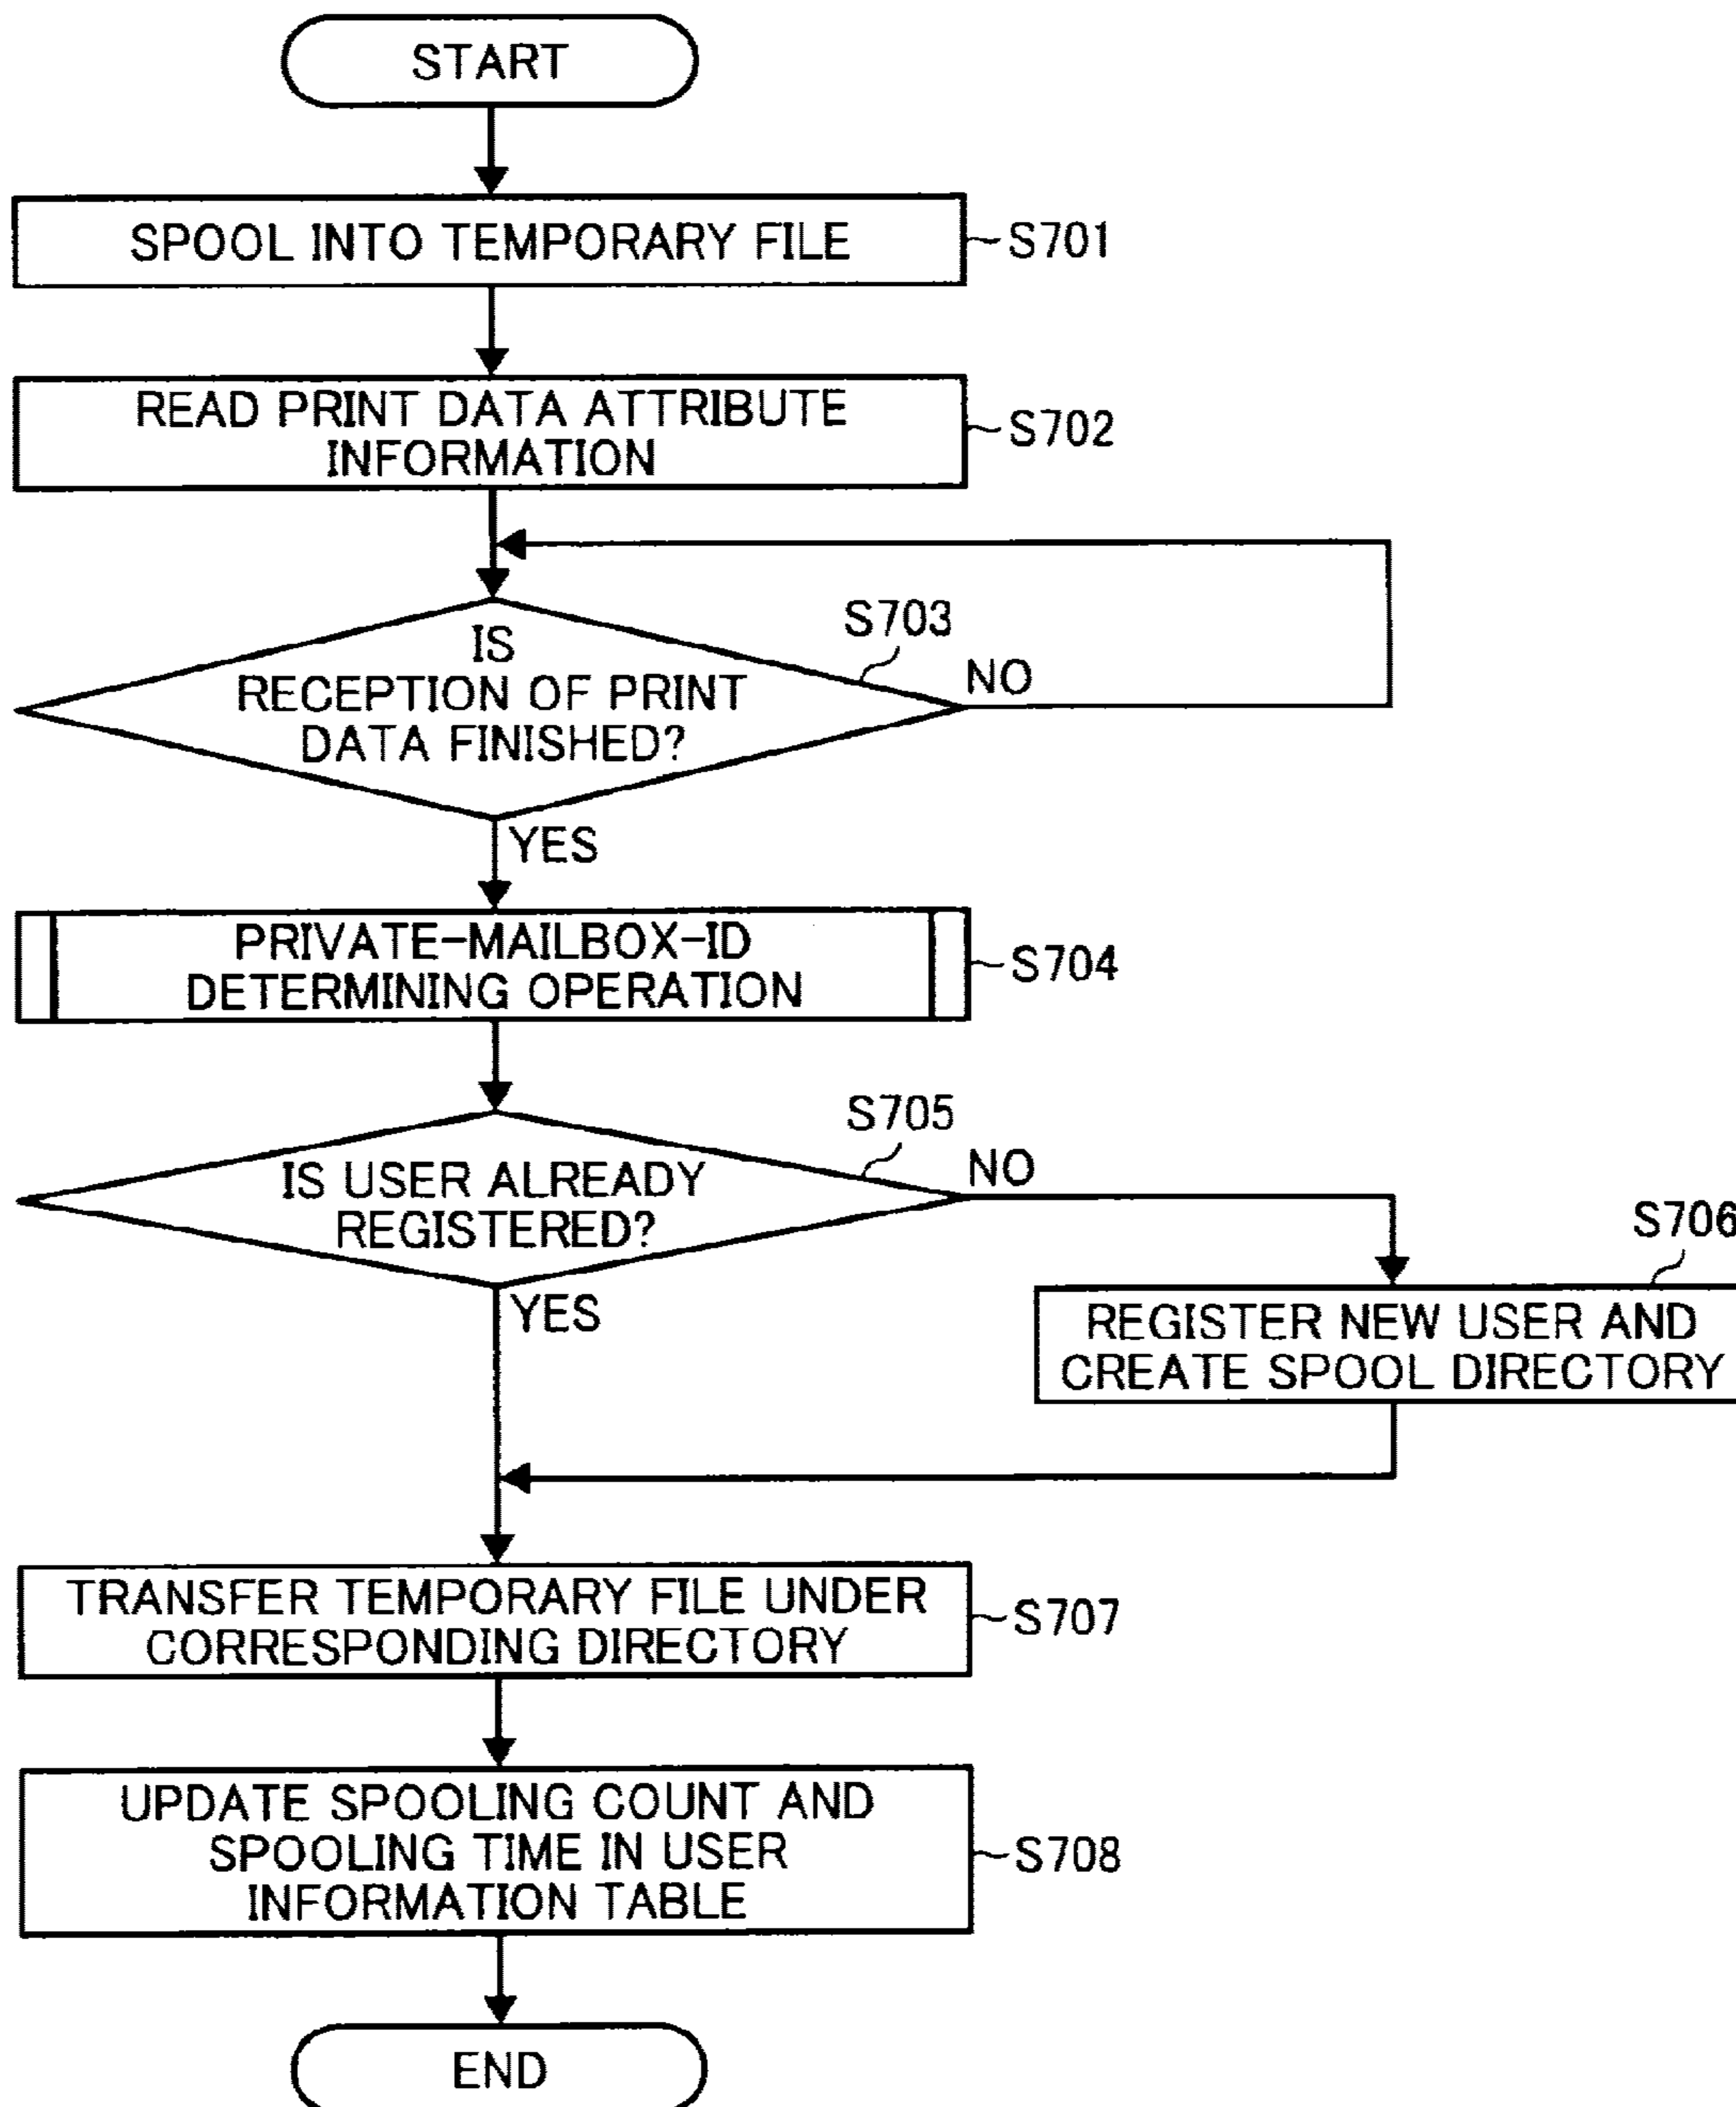 START
SPOOL INTO TEMPORARY FILE
S701
READ PRINT DATA ATTRIBUTE
INFORMATION
S702
S703
IS
RECEPTION OF PRINT
DATA FINISHED?
NO
YES
PRIVATE-MAILBOX-ID
DETERMINING OPERATION
S704
S705
IS USER ALREADY
REGISTERED?
NO
YES
S706
REGISTER NEW USER AND
CREATE SPOOL DIRECTORY
TRANSFER TEMPORARY FILE UNDER
CORRESPONDING DIRECTORY
S707
UPDATE SPOOLING COUNT AND
SPOOLING TIME IN USER
INFORMATION TABLE
S708
END